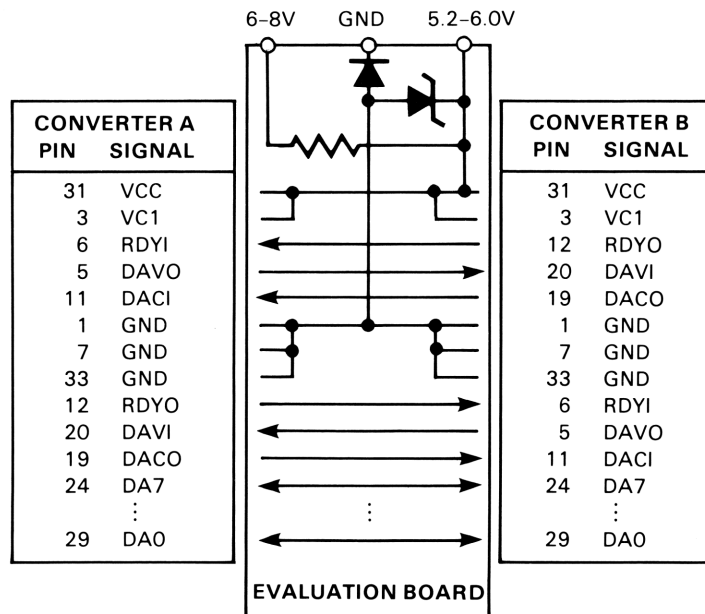 6–8V GND 5.2–6.0V
CONVERTER A
PIN SIGNAL
31 VCC
3 VC1
6 RDYI
5 DAVO
11 DACI
1 GND
7 GND
33 GND
12 RDYO
20 DAVI
19 DACO
24 DA7
⋮
29 DA0
⋮
EVALUATION BOARD
CONVERTER B
PIN SIGNAL
31 VCC
3 VC1
12 RDYO
20 DAVI
19 DACO
1 GND
7 GND
33 GND
6 RDYI
5 DAVO
11 DACI
24 DA7
⋮
29 DA0